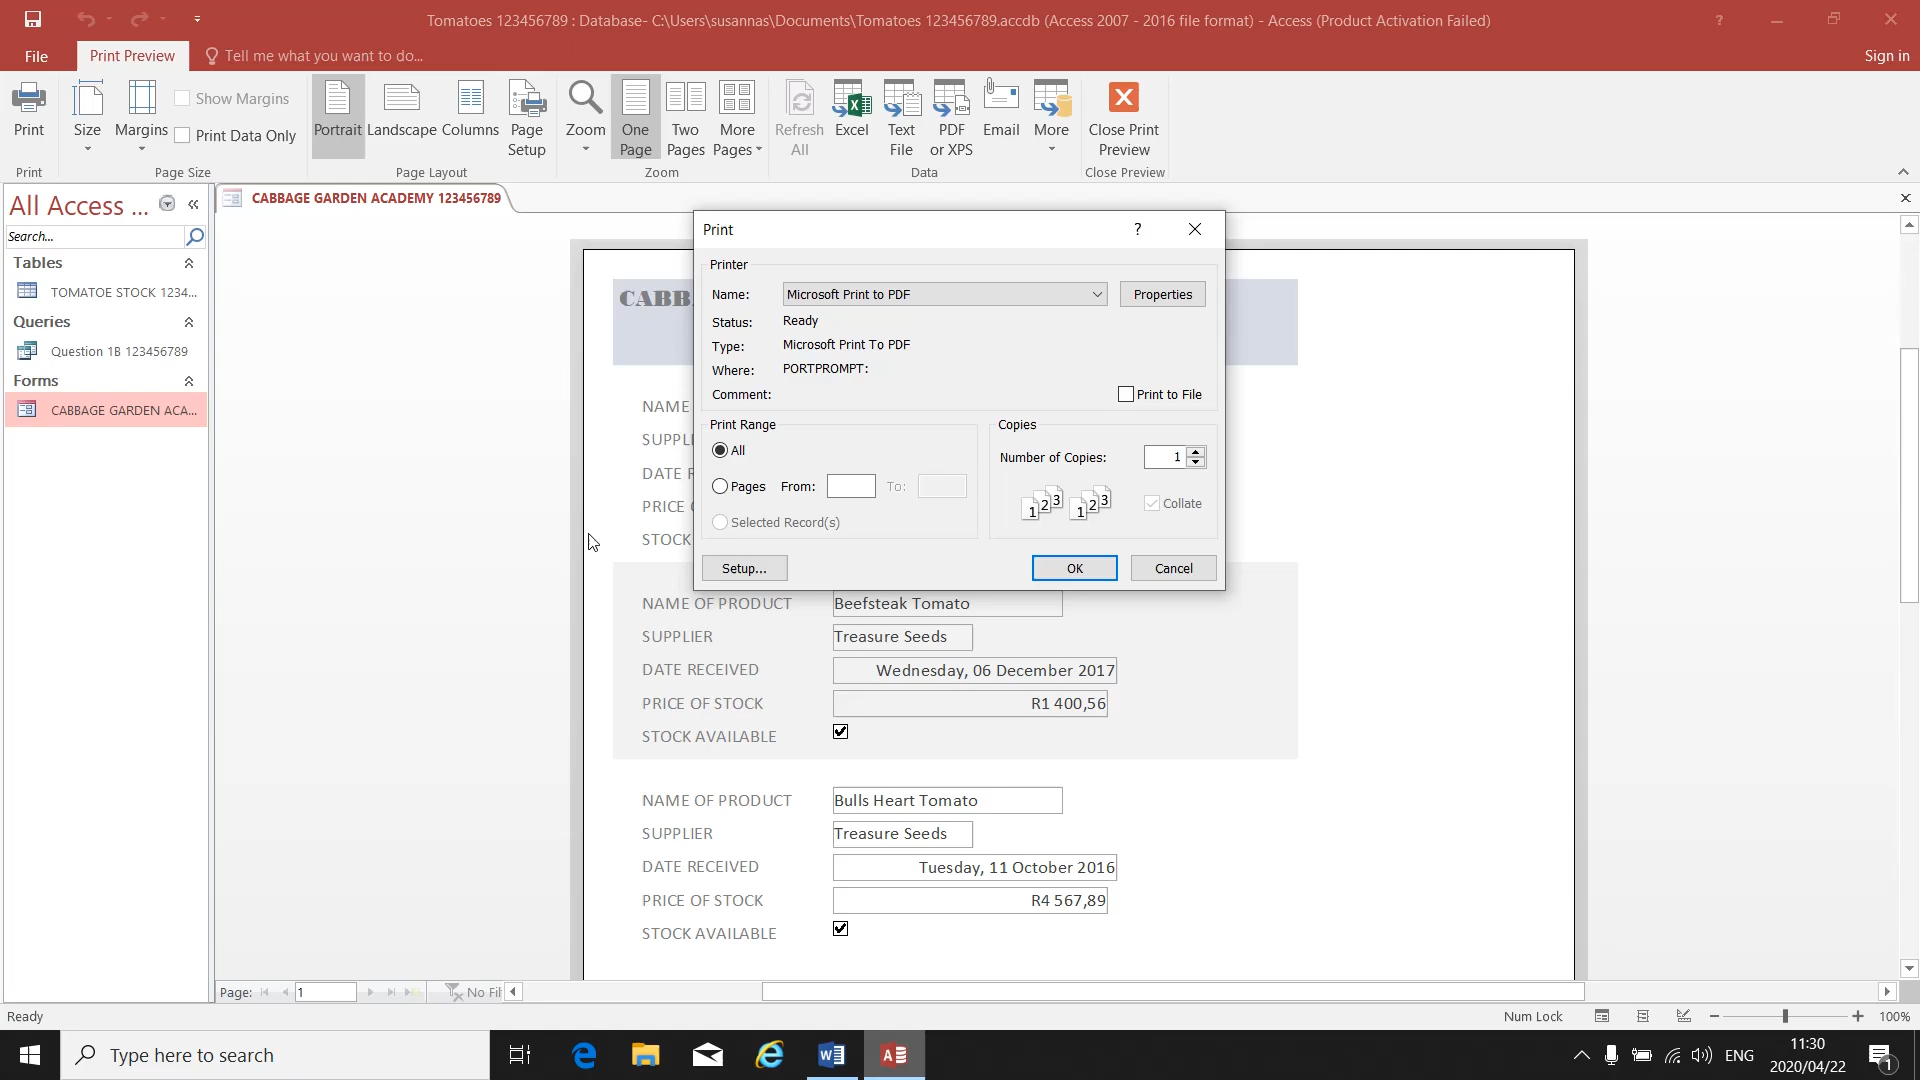 Tomatoes 123456789 : Database- C:\Users\susannas\Documents\Tomatoes 123456789.accdb (Access 2007 - 2016 file format) - Access (Product Activation Failed)
?
File
Print Preview
Tell me what you want to do...
Sign in
Print
Size
Margins
Show Margins
Print Data Only
Portrait
Landscape
Columns
Page Setup
Zoom
One Page
Two Pages
More Pages
Refresh All
Excel
Text File
PDF or XPS
Email
More
Close Print Preview
Print
Page Size
Page Layout
Zoom
Data
Close Preview
All Access ...
Search...
Tables
TOMATOE STOCK 1234...
Queries
Question 1B 123456789
Forms
CABBAGE GARDEN ACA...
CABBAGE GARDEN ACADEMY 123456789
CABB
NAME
SUPPLI
DATE R
PRICE
STOCK
Print
?
Printer
Name:
Microsoft Print to PDF
Properties
Status:
Ready
Type:
Microsoft Print To PDF
Where:
PORTPROMPT:
Comment:
Print to File
Print Range
All
Pages
From:
To:
Selected Record(s)
Copies
Number of Copies:
1
1 2 3 1 2 3
Collate
Setup...
OK
Cancel
NAME OF PRODUCT Beefsteak Tomato
SUPPLIER Treasure Seeds
DATE RECEIVED Wednesday, 06 December 2017
PRICE OF STOCK R1 400,56
STOCK AVAILABLE
NAME OF PRODUCT Bulls Heart Tomato
SUPPLIER Treasure Seeds
DATE RECEIVED Tuesday, 11 October 2016
PRICE OF STOCK R4 567,89
STOCK AVAILABLE
Page: 1
No Fil
Ready
Num Lock
100%
Type here to search
ENG
11:30
2020/04/22
1